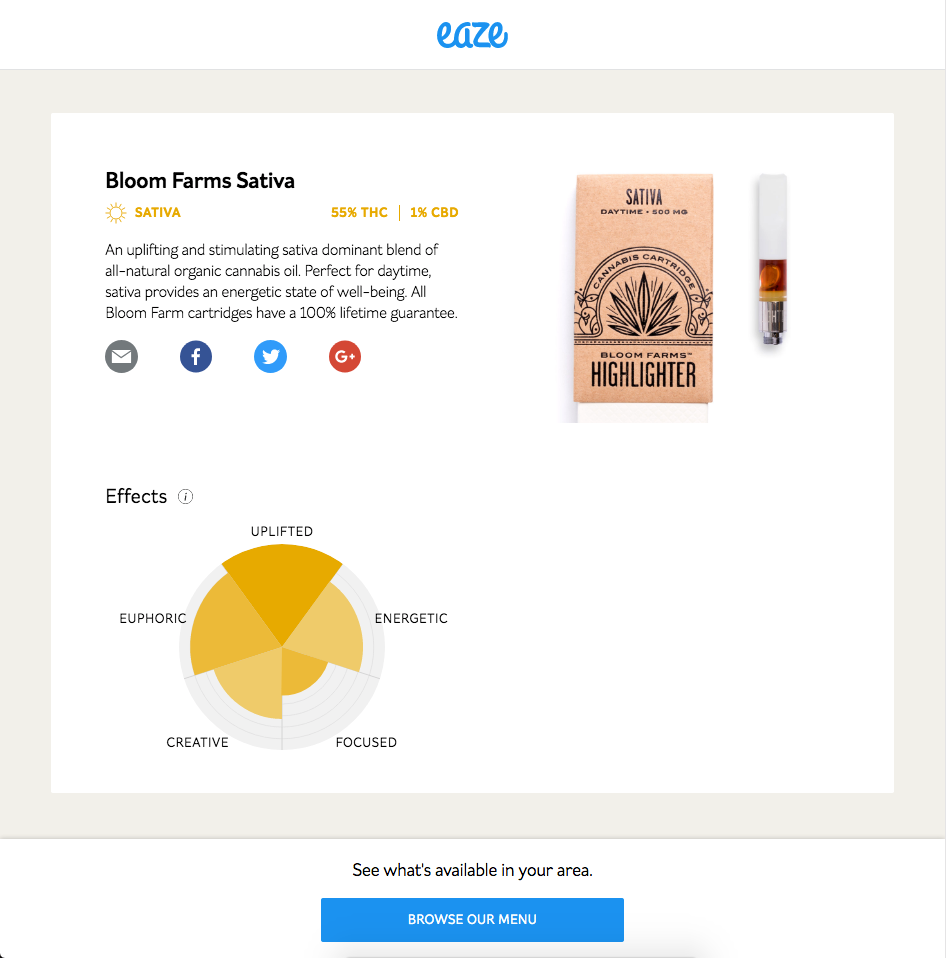 eaze
Bloom Farms Sativa
SATIVA
55% THC | 1% CBD
An uplifting and stimulating sativa dominant blend of
all-natural organic cannabis oil. Perfect for daytime,
sativa provides an energetic state of well-being. All
Bloom Farm cartridges have a 100% lifetime guarantee.
f
G+
SATIVA
DAYTIME • 500 MG
CANNABIS CARTRIDGE
BLOOM FARMS™
HIGHLIGHTER
Effects i
UPLIFTED
EUPHORIC
ENERGETIC
CREATIVE
FOCUSED
See what's available in your area.
BROWSE OUR MENU